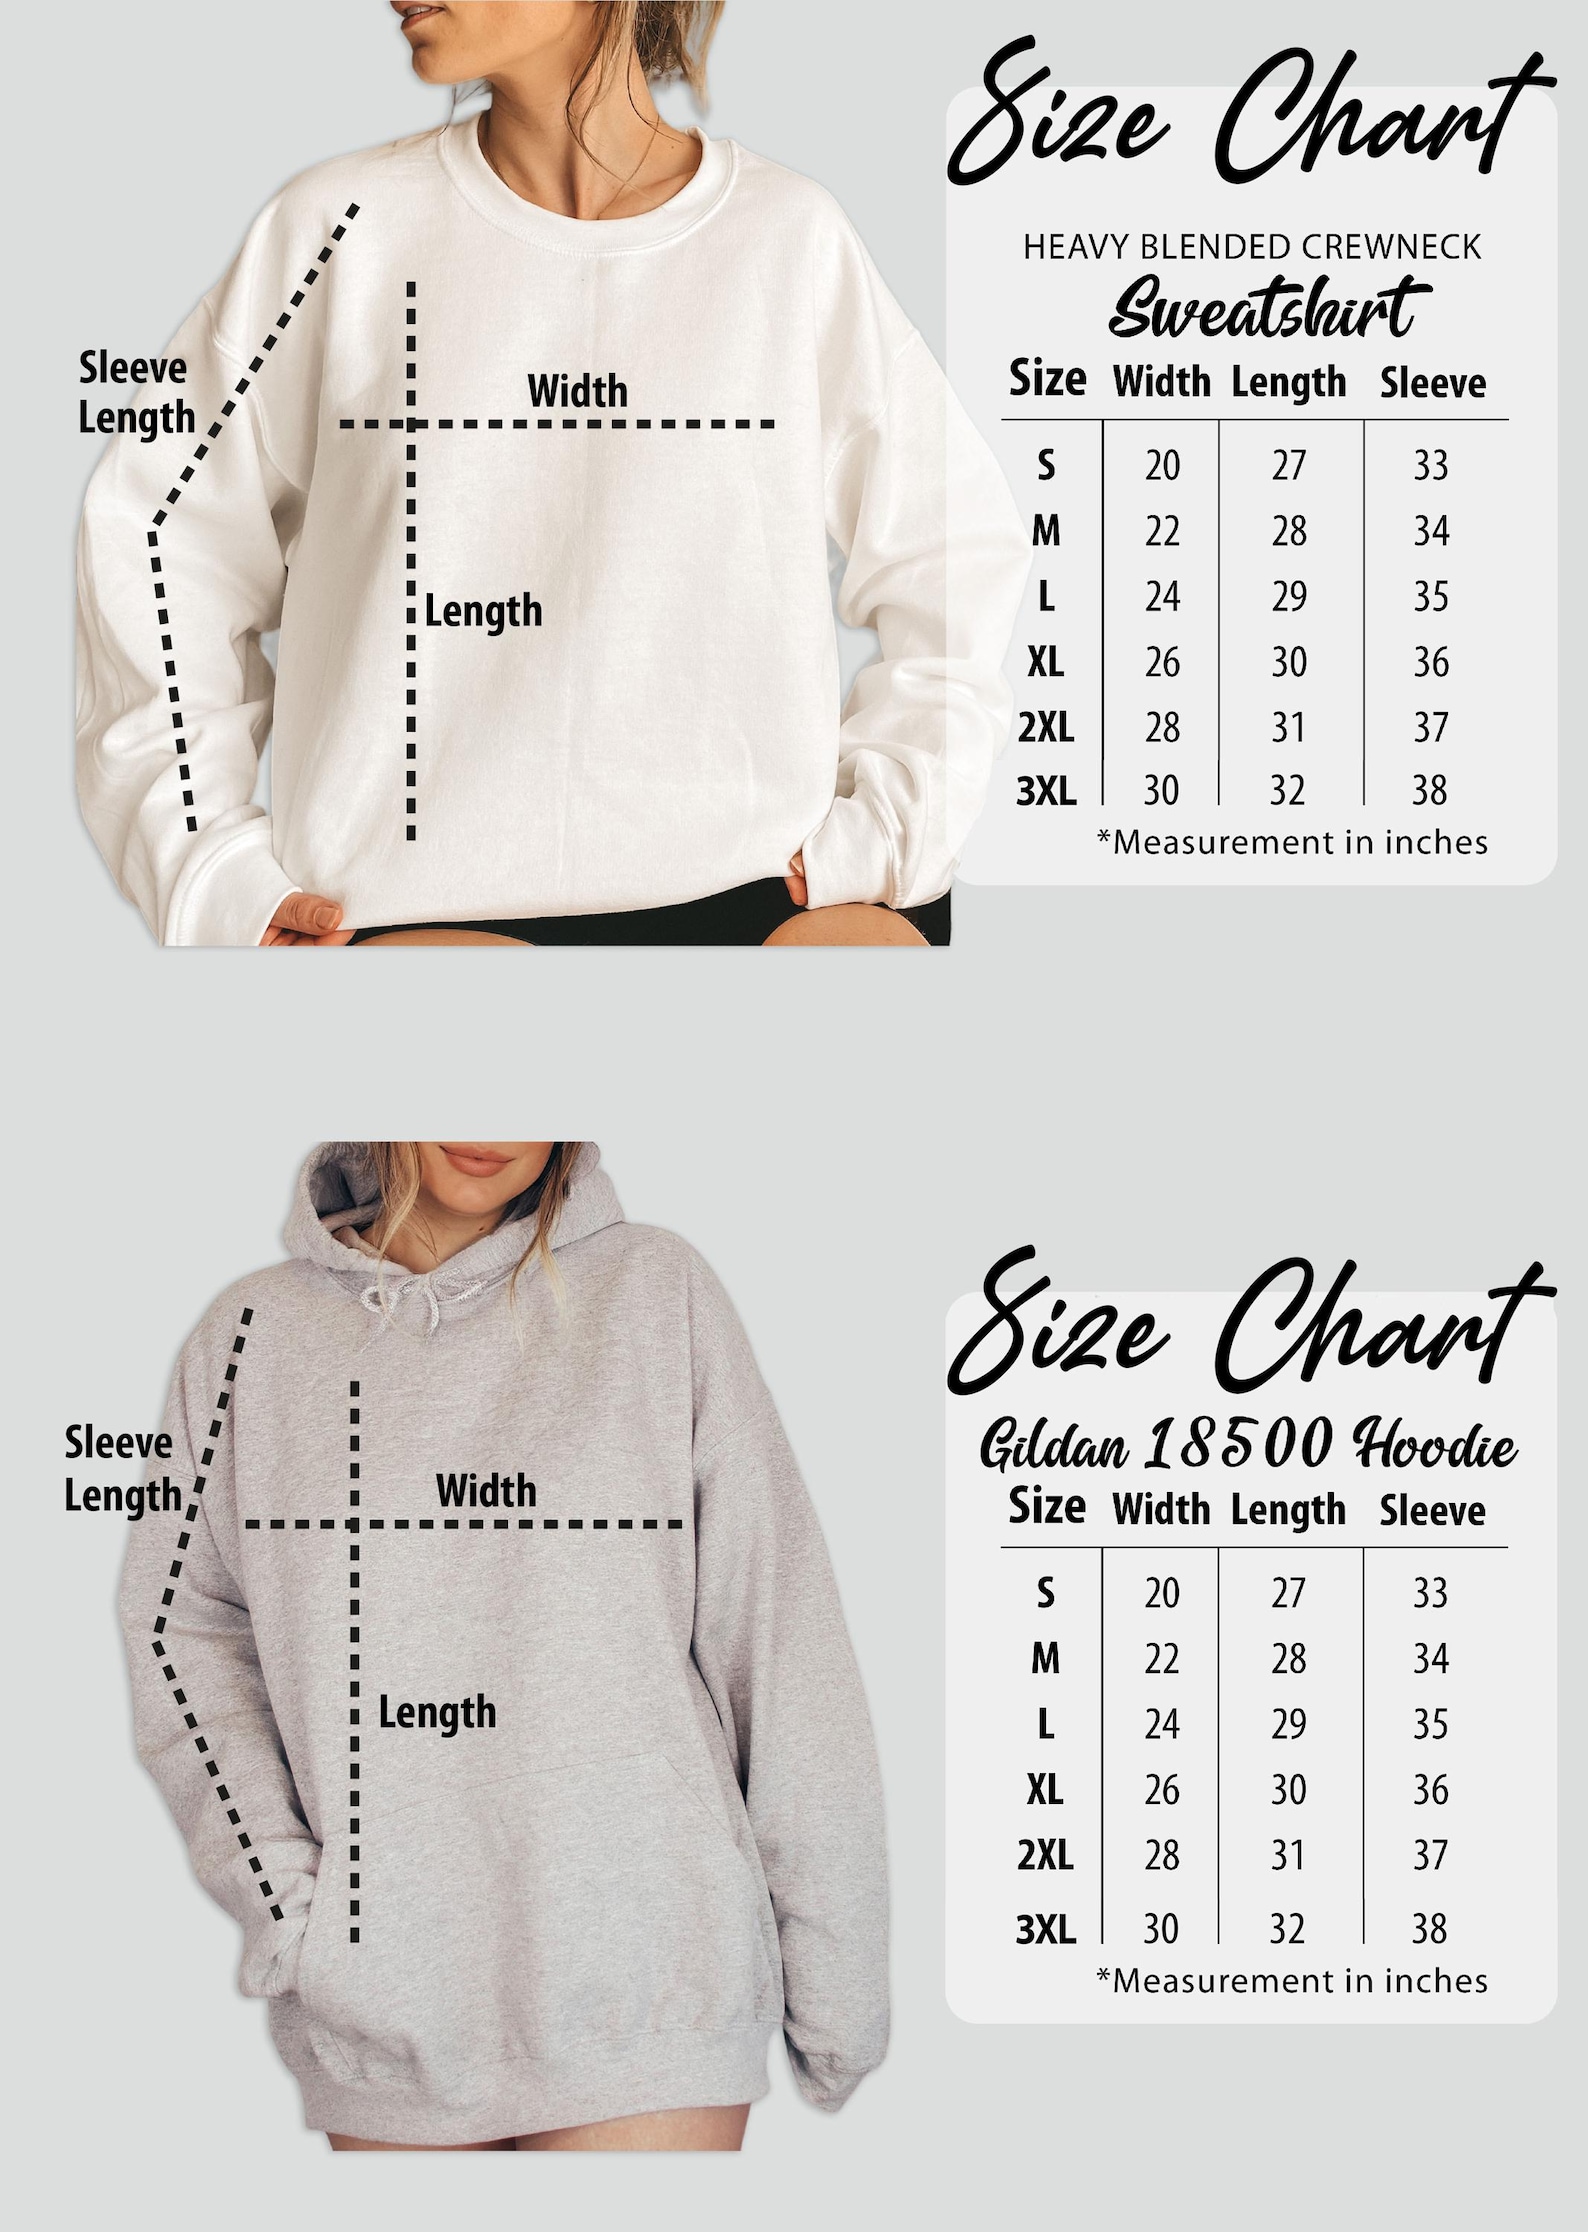 Size Chart
HEAVY BLENDED CREWNECK
Sweatshirt
Size Width Length Sleeve
S 20 27 33
M 22 28 34
L 24 29 35
XL 26 30 36
2XL 28 31 37
3XL 30 32 38
*Measurement in inches
Sleeve
Length
Width
Length
Size Chart
Gildan 18500 Hoodie
Size Width Length Sleeve
S 20 27 33
M 22 28 34
L 24 29 35
XL 26 30 36
2XL 28 31 37
3XL 30 32 38
*Measurement in inches
Sleeve
Length
Width
Length